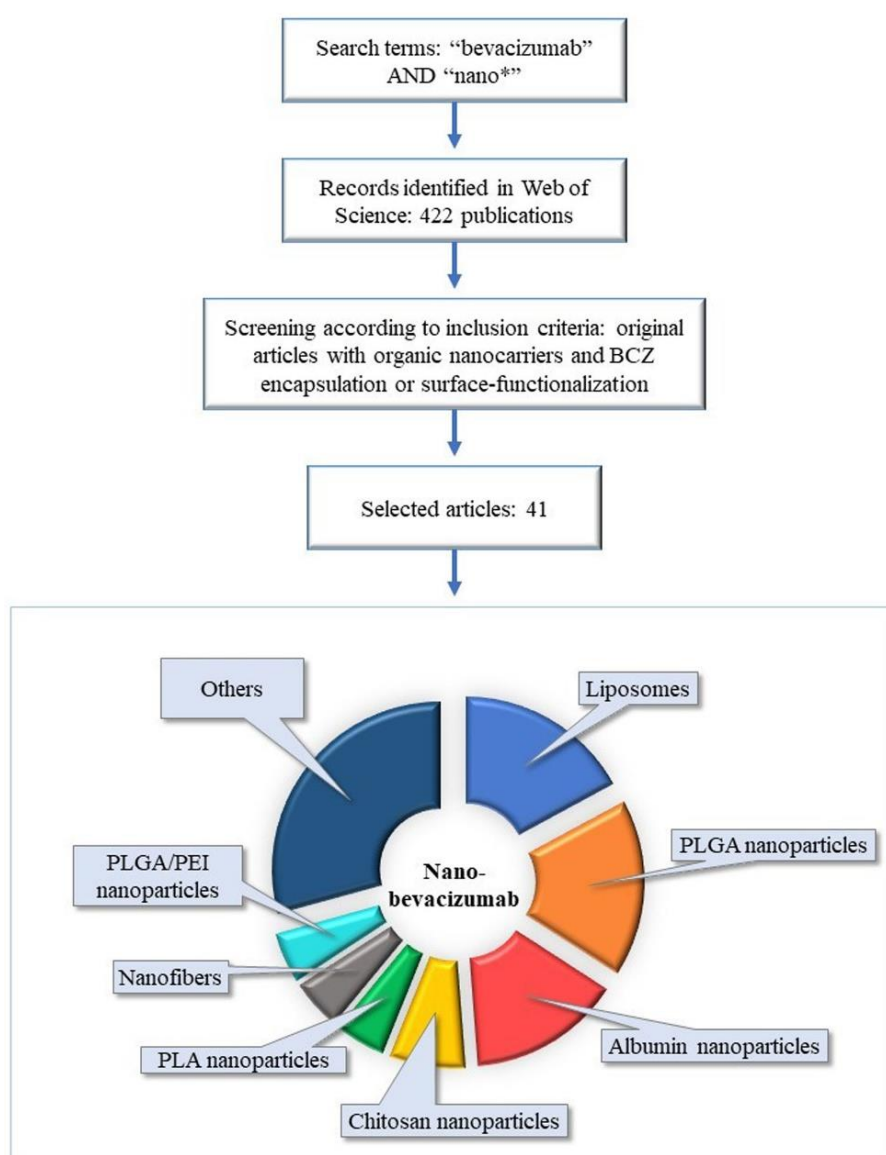 Search terms: “bevacizumab”
AND “nano*”
Records identified in Web of
Science: 422 publications
Screening according to inclusion criteria: original
articles with organic nanocarriers and BCZ
encapsulation or surface-functionalization
Selected articles: 41
Others
Liposomes
PLGA nanoparticles
PLGA/PEI
nanoparticles
Nano-
bevacizumab
Nanofibers
Albumin nanoparticles
PLA nanoparticles
Chitosan nanoparticles